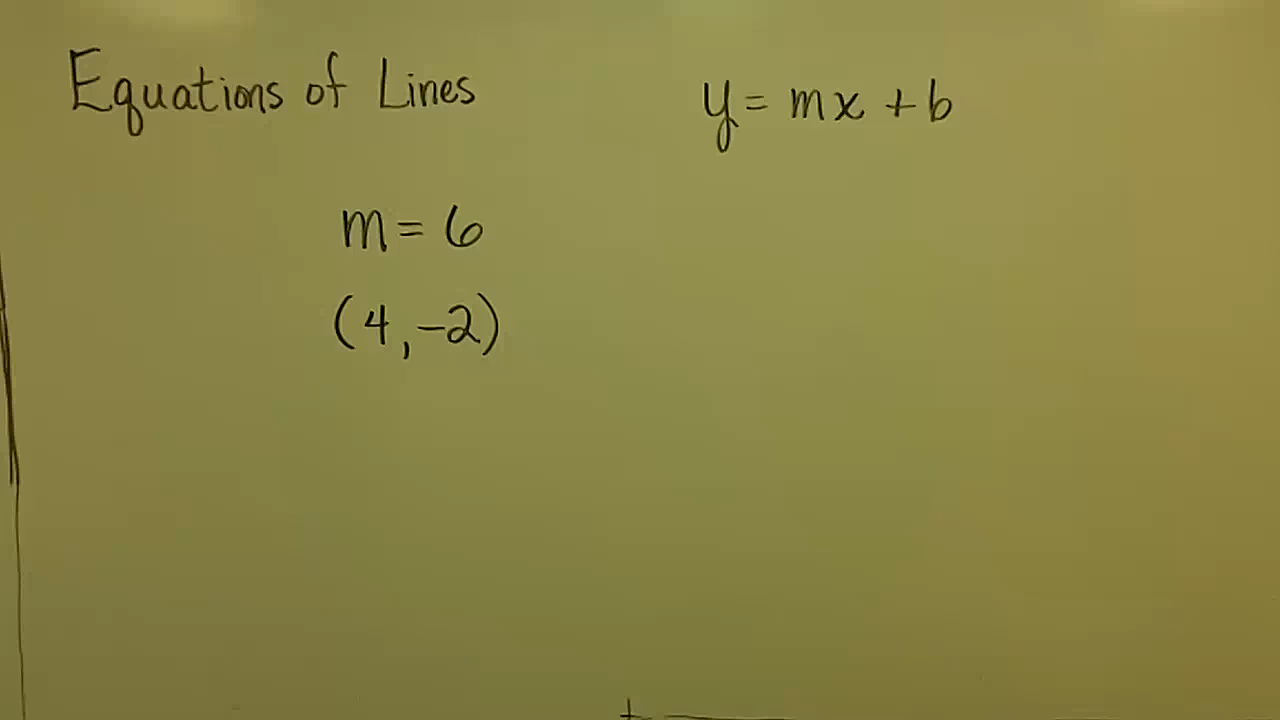 Equations of Lines
y = mx + b
m = 6
(4, -2)